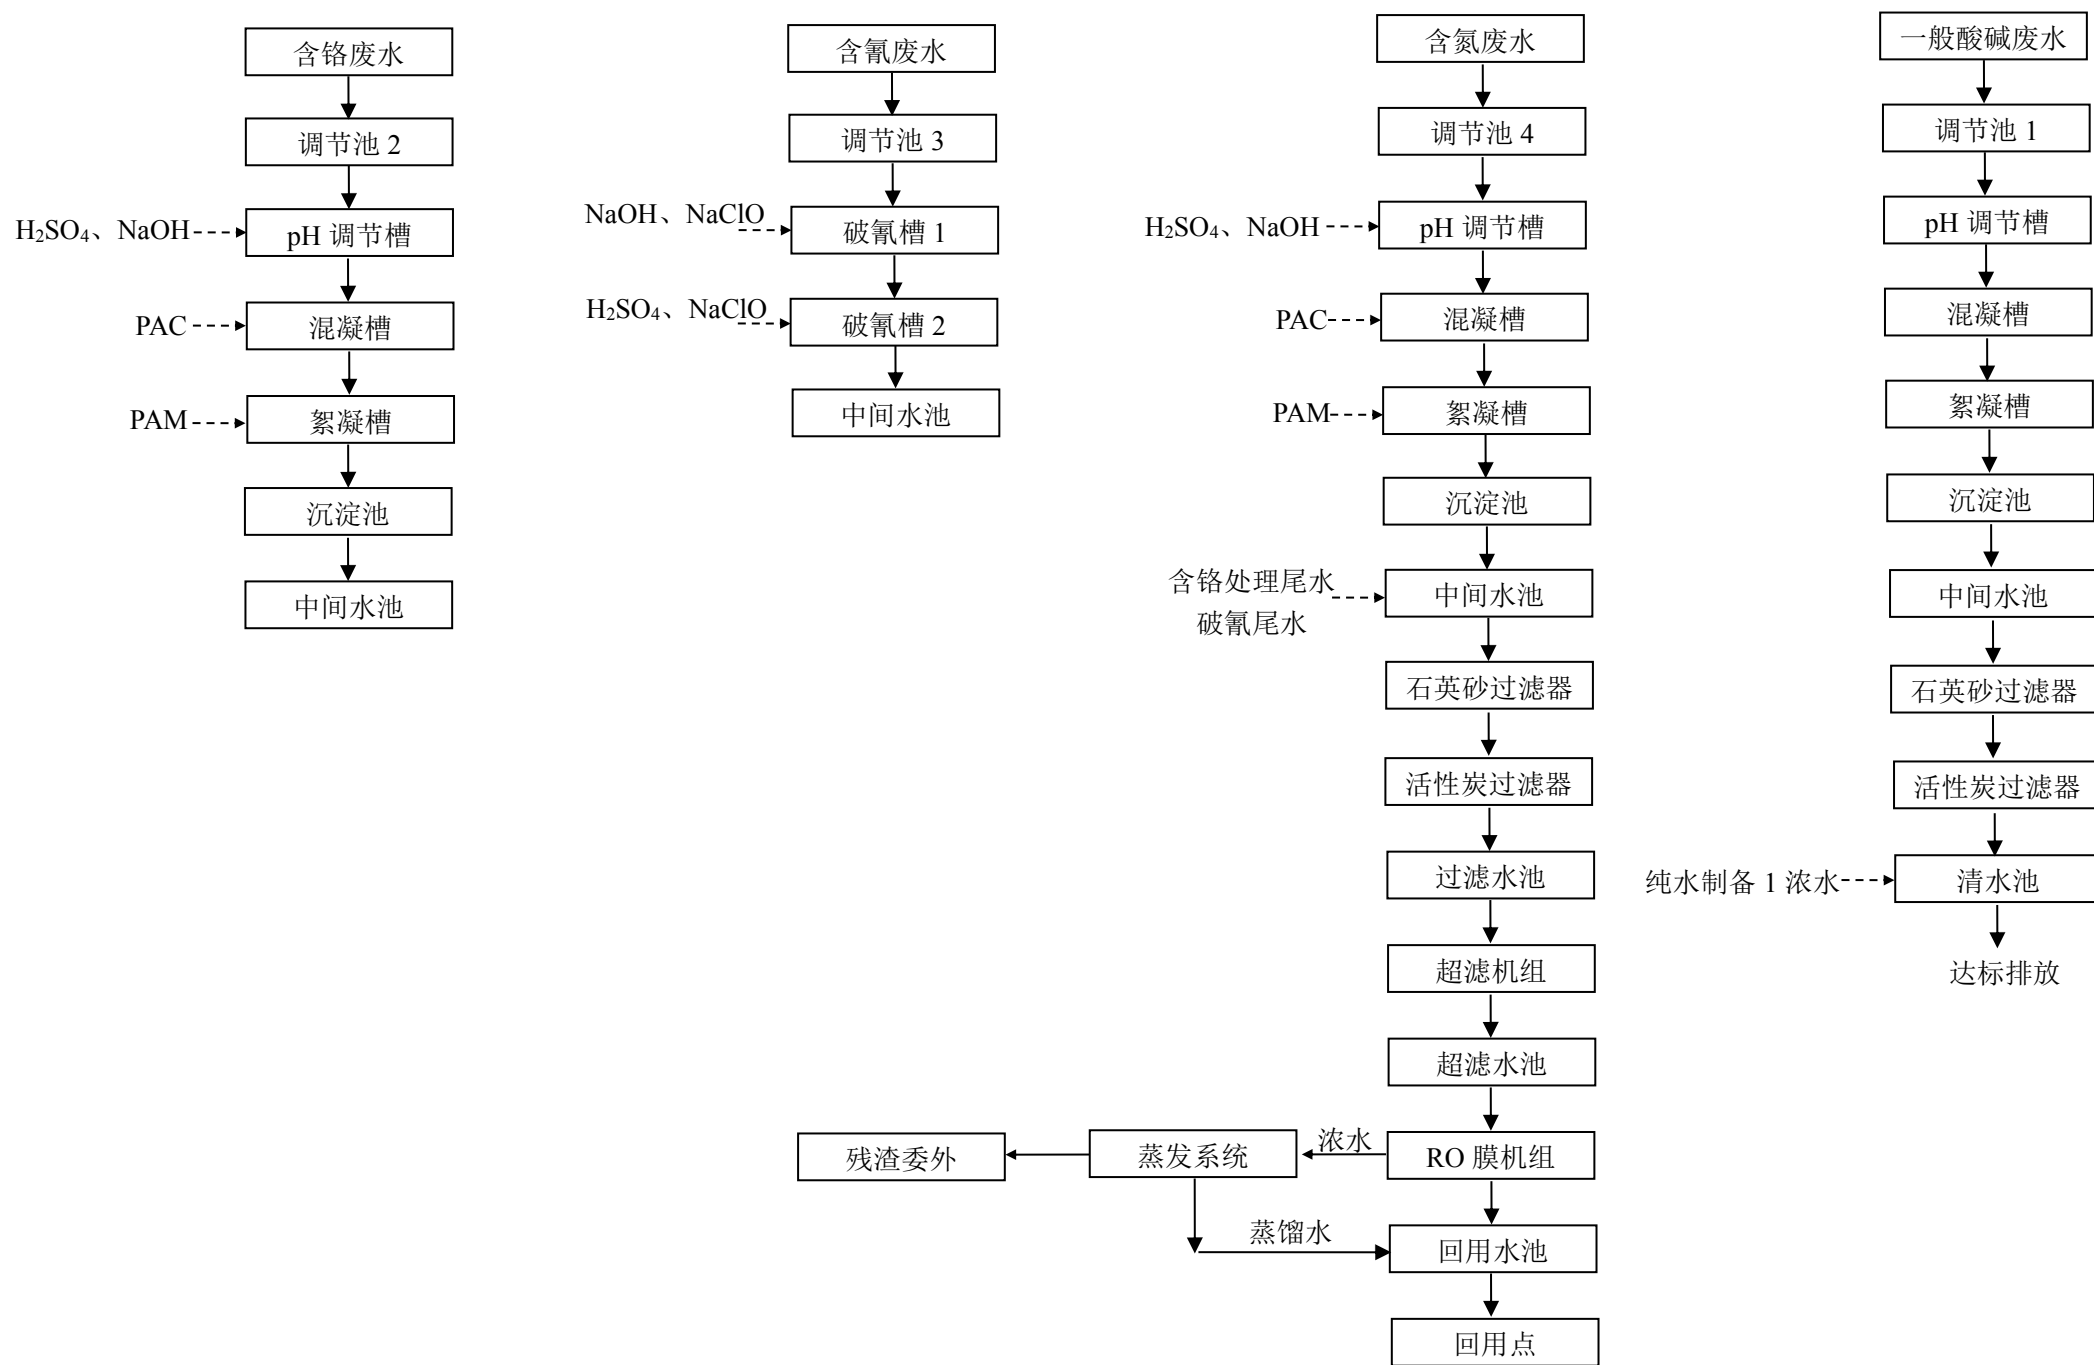 含铬废水
调节池 2
H₂SO₄、NaOH
pH 调节槽
PAC
混凝槽
PAM
絮凝槽
沉淀池
中间水池
含氰废水
调节池 3
NaOH、NaClO
破氰槽 1
H₂SO₄、NaClO
破氰槽 2
中间水池
含氮废水
调节池 4
H₂SO₄、NaOH
pH 调节槽
PAC
混凝槽
PAM
絮凝槽
沉淀池
含铬处理尾水
破氰尾水
中间水池
石英砂过滤器
活性炭过滤器
过滤水池
超滤机组
超滤水池
RO 膜机组
浓水
蒸发系统
残渣委外
蒸馏水
回用水池
回用点
一般酸碱废水
调节池 1
pH 调节槽
混凝槽
絮凝槽
沉淀池
中间水池
石英砂过滤器
活性炭过滤器
纯水制备 1 浓水
清水池
达标排放